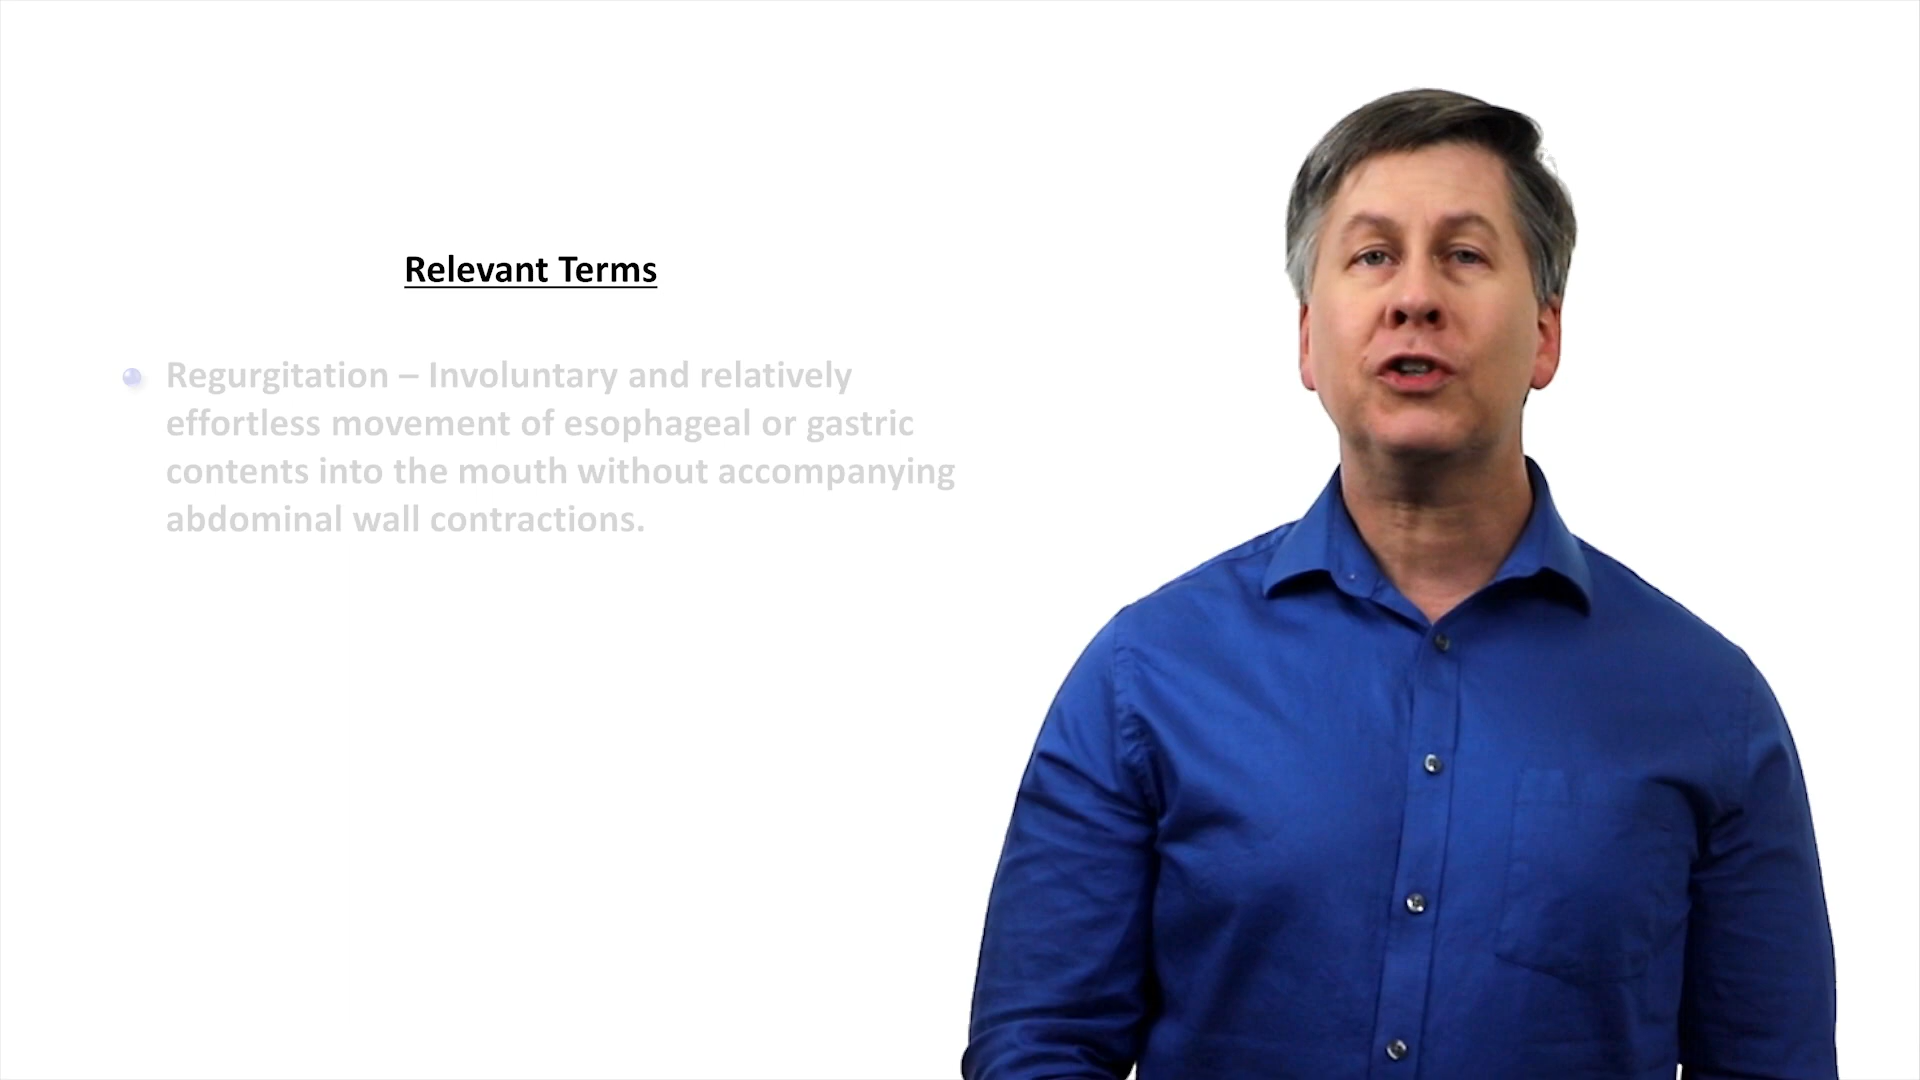 Relevant Terms
Regurgitation – Involuntary and relatively
effortless movement of esophageal or gastric
contents into the mouth without accompanying
abdominal wall contractions.